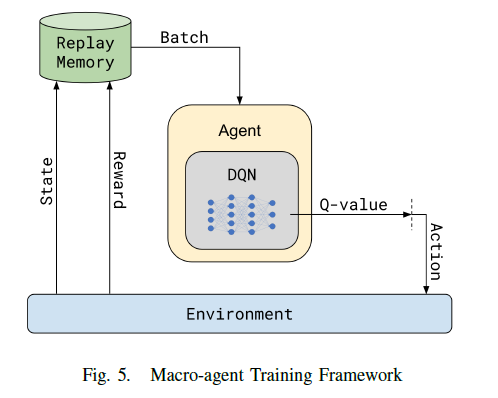 Replay
Memory
Batch
Agent
DQN
Q-value
State
Reward
Action
Environment
Fig. 5. Macro-agent Training Framework